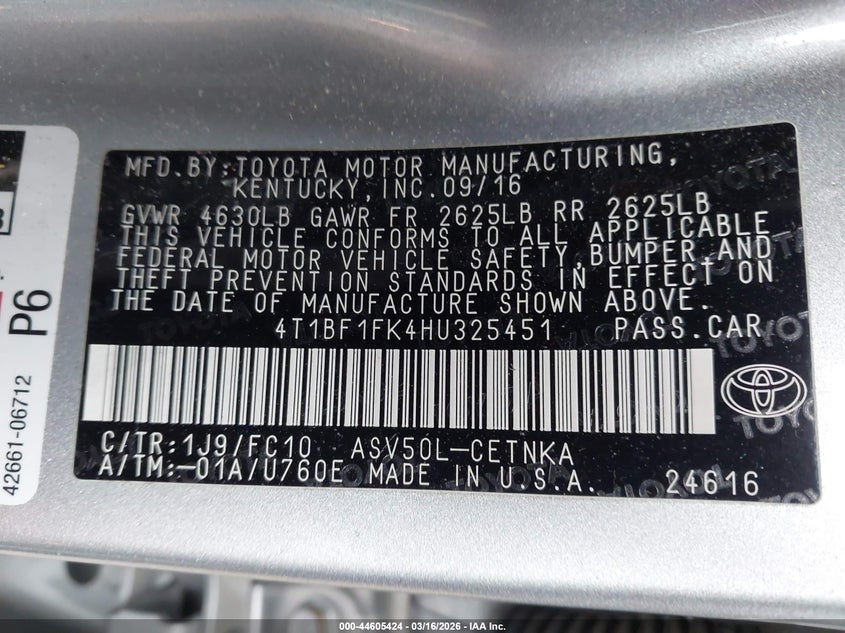 MFD. BY: TOYOTA MOTOR MANUFACTURING,
KENTUCKY, INC. 09/16
GVWR 4630LB GAWR FR 2625LB RR 2625LB
THIS VEHICLE CONFORMS TO ALL APPLICABLE
FEDERAL MOTOR VEHICLE SAFETY, BUMPER, AND
THEFT PREVENTION STANDARDS IN EFFECT ON
THE DATE OF MANUFACTURE SHOWN ABOVE.
4T1BF1FK4HU325451 PASS. CAR
C/TR: 1J9/FC10 ASV50L-CETNKA
A/TM: -01A/U760E MADE IN U.S.A. 24616
P6
42661-06712
000-44605424 - 03/16/2026 - IAA Inc.